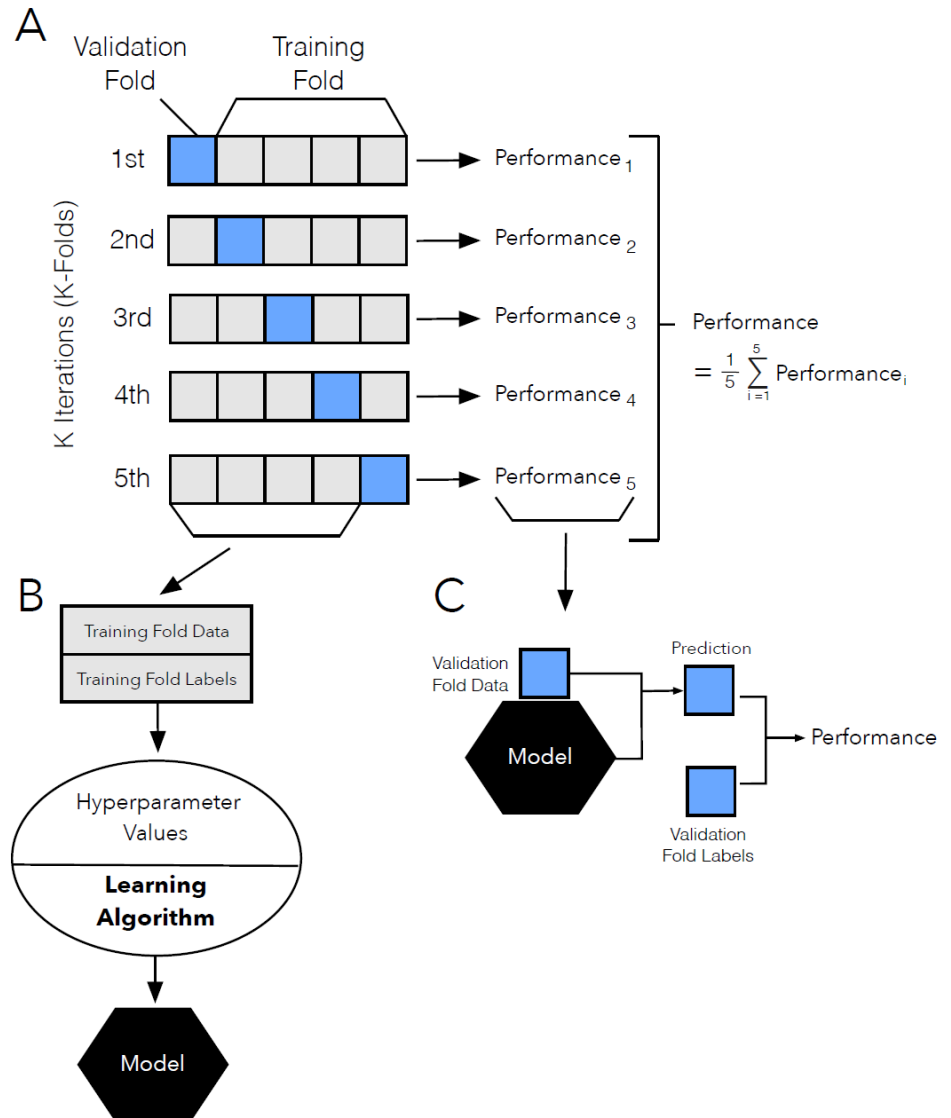 A
Validation
Fold
Training
Fold
K Iterations (K-Folds)
1st
Performance 1
2nd
Performance 2
3rd
Performance 3
4th
Performance 4
5th
Performance 5
Performance
= 1/5 5∑i=1 Performance i
B
Training Fold Data
Training Fold Labels
Hyperparameter
Values
Learning
Algorithm
Model
C
Validation
Fold Data
Model
Prediction
Validation
Fold Labels
Performance